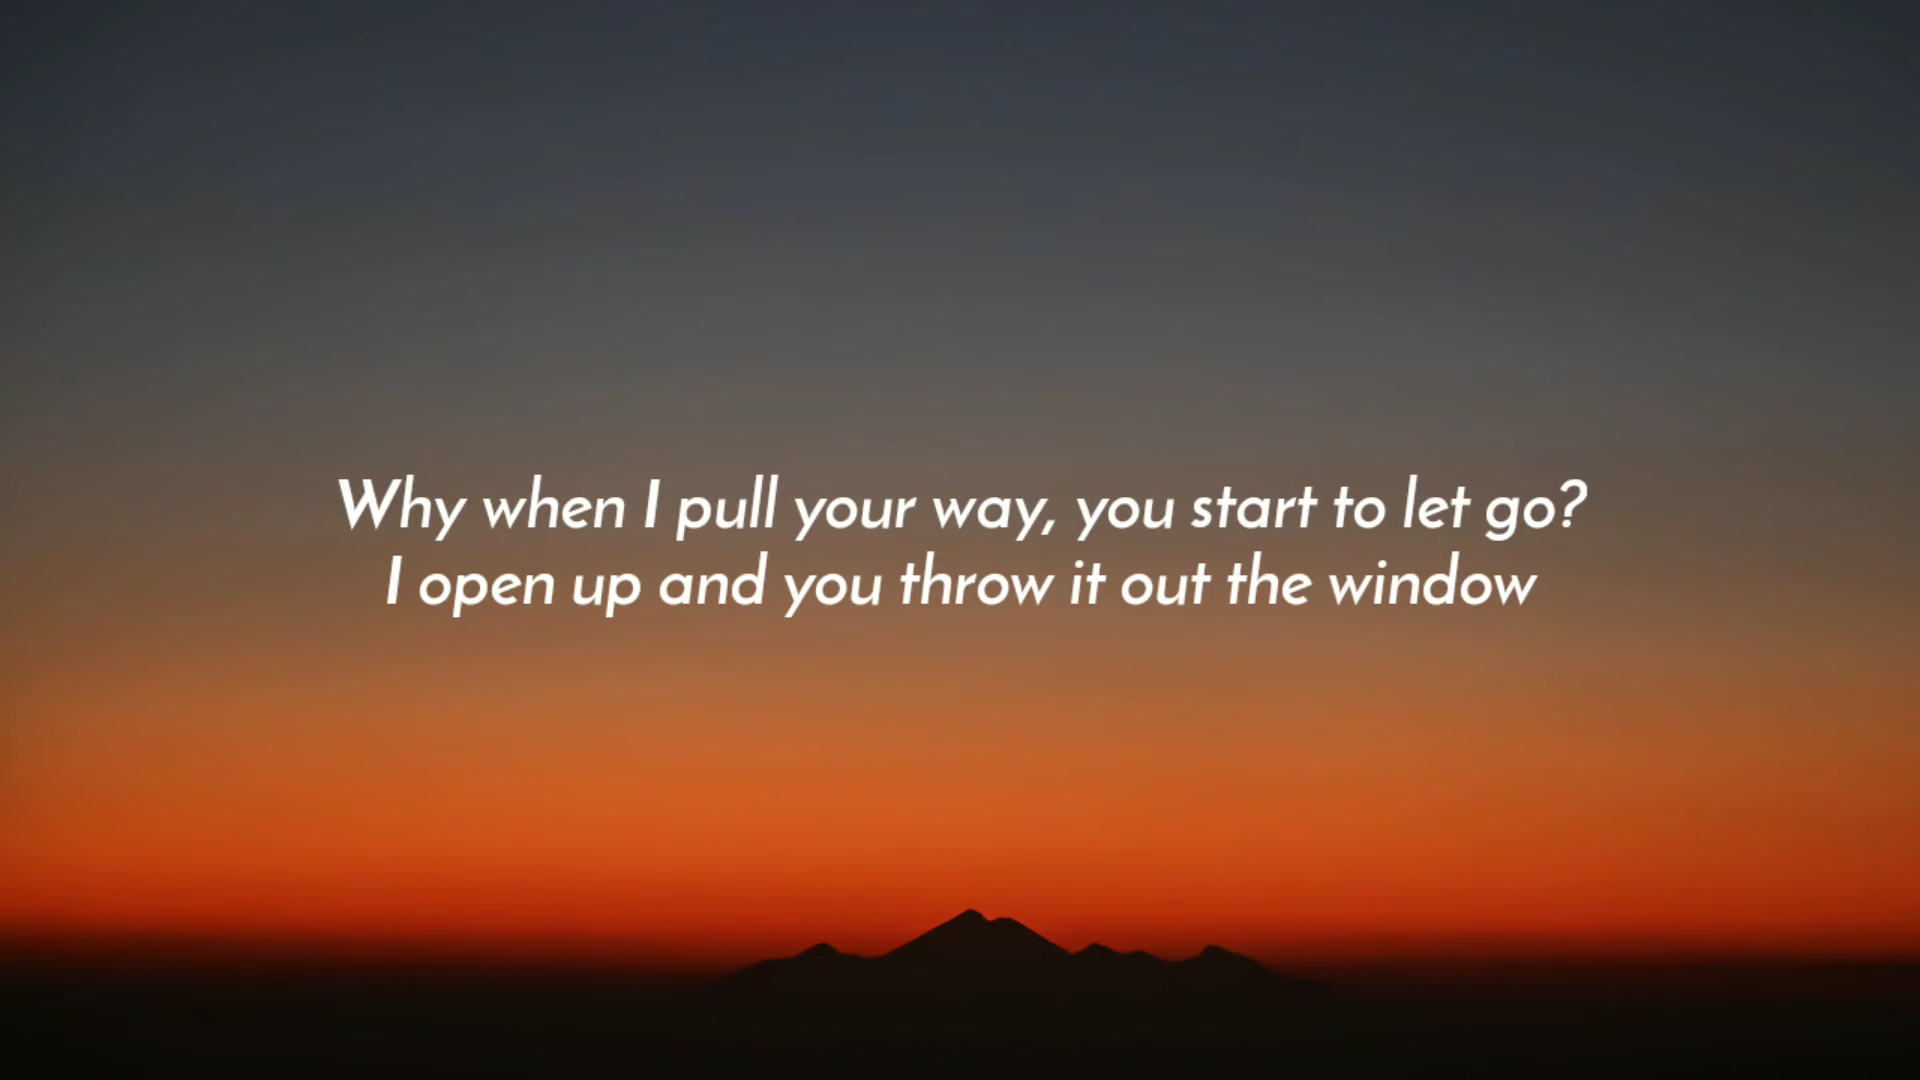 Why when I pull your way, you start to let go?
I open up and you throw it out the window